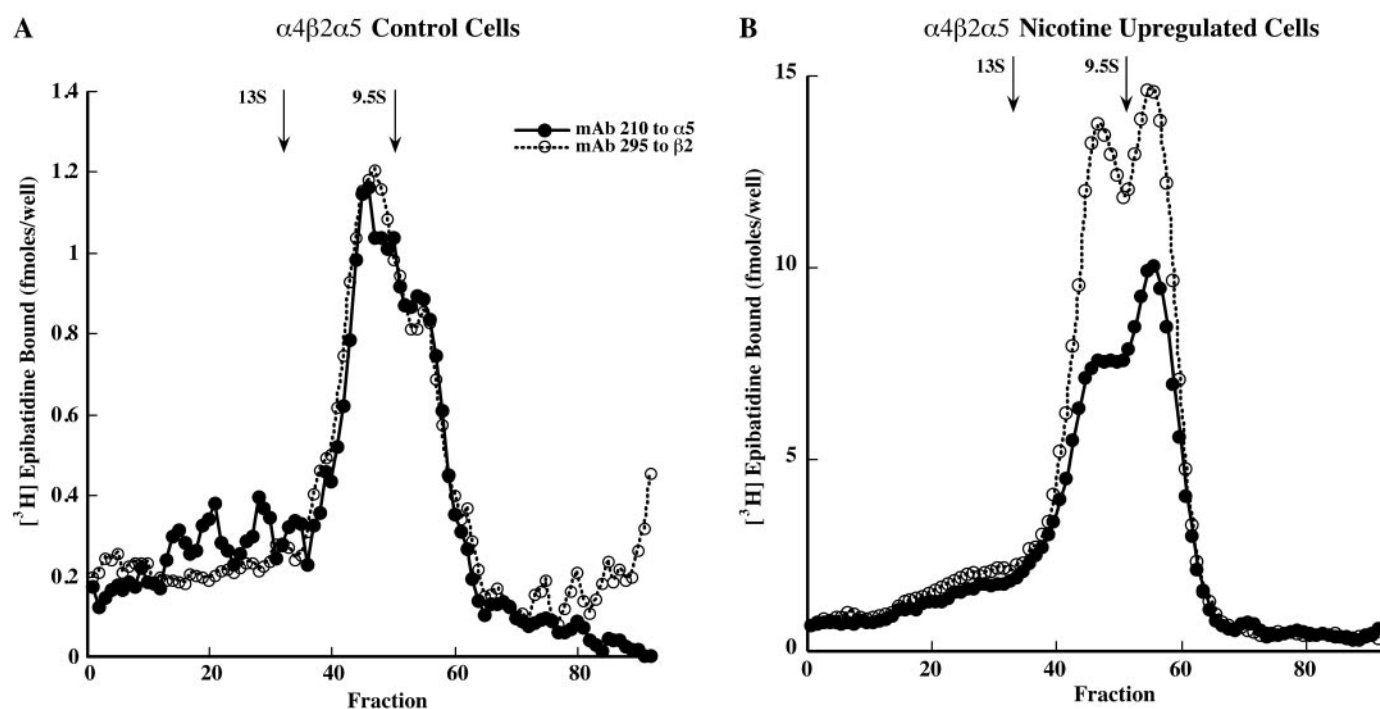 A
α4β2α5 Control Cells
1.4
1.2
1
0.8
0.6
0.4
0.2
0
[³H] Epibatidine Bound (fmoles/well)
13S
9.5S
mAb 210 to α5
mAb 295 to β2
0
20
40
60
80
Fraction
B
α4β2α5 Nicotine Upregulated Cells
15
10
5
0
[³H] Epibatidine Bound (fmoles/well)
13S
9.5S
0
20
40
60
80
Fraction